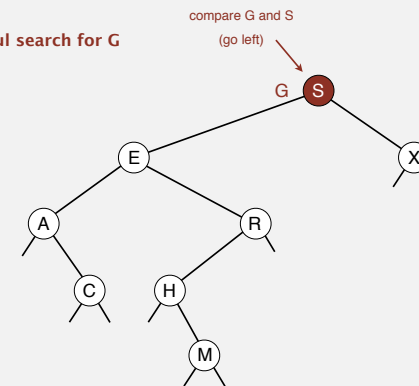 compare G and S
(go left)
ul search for G
G S
E X
A R
C H
M